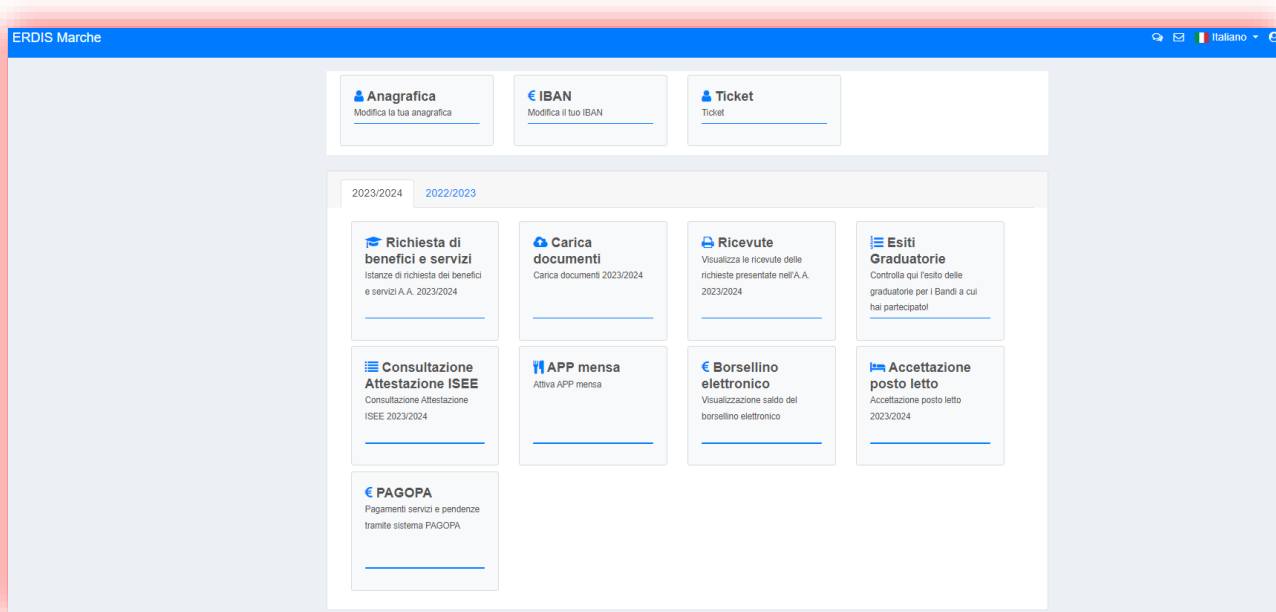 ERDIS Marche
Italiano
Anagrafica
Modifica la tua anagrafica
€ IBAN
Modifica il tuo IBAN
Ticket
Ticket
2023/2024
2022/2023
Richiesta di
benefici e servizi
Istanze di richiesta dei benefici
e servizi A.A. 2023/2024
Carica
documenti
Carica documenti 2023/2024
Ricevute
Visualizza le ricevute delle
richieste presentate nell'A.A.
2023/2024
Esiti
Graduatorie
Controlla qui l'esito delle
graduatorie per i Bandi a cui
hai partecipato!
Consultazione
Attestazione ISEE
Consultazione Attestazione
ISEE 2023/2024
APP mensa
Attiva APP mensa
€ Borsellino
elettronico
Visualizzazione saldo del
borsellino elettronico
Accettazione
posto letto
Accettazione posto letto
2023/2024
€ PAGOPA
Pagamenti servizi e pendenze
tramite sistema PAGOPA